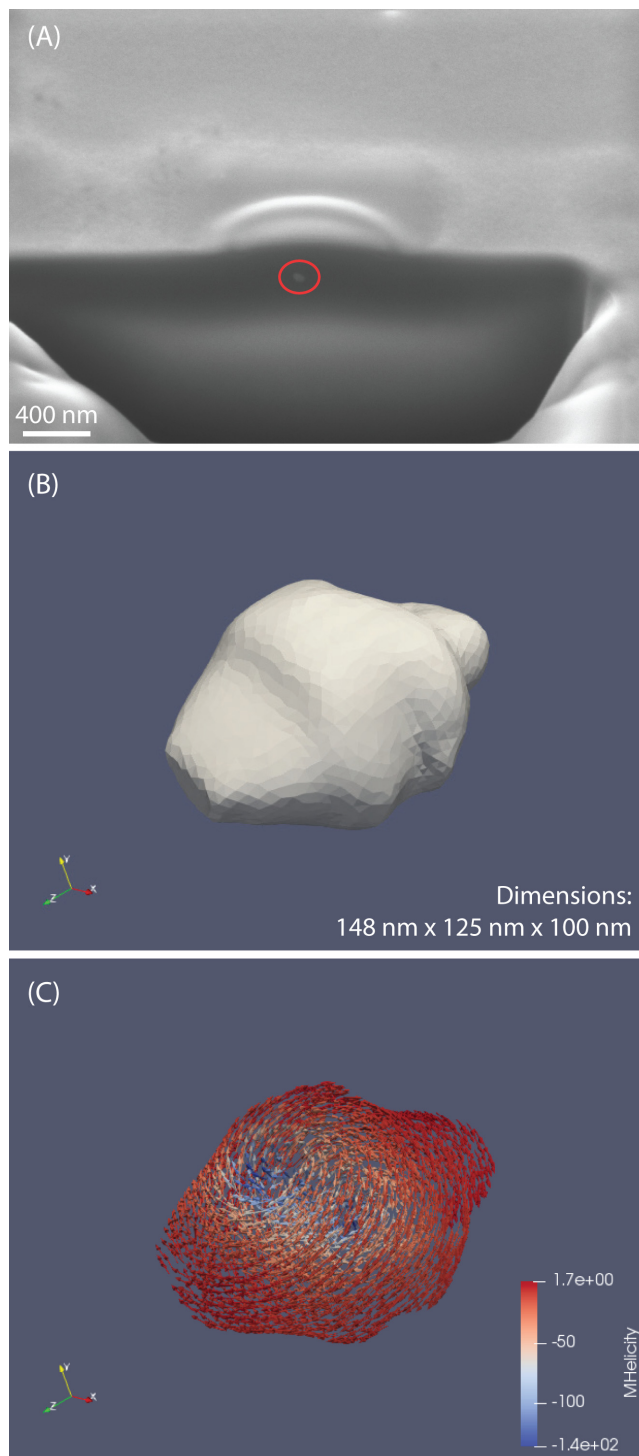 (A)
400 nm
(B)
Y
Z
X
Dimensions:
148 nm x 125 nm x 100 nm
(C)
1.7e+00
-50
-100
-1.4e+02
MHelicity
Y
Z
X